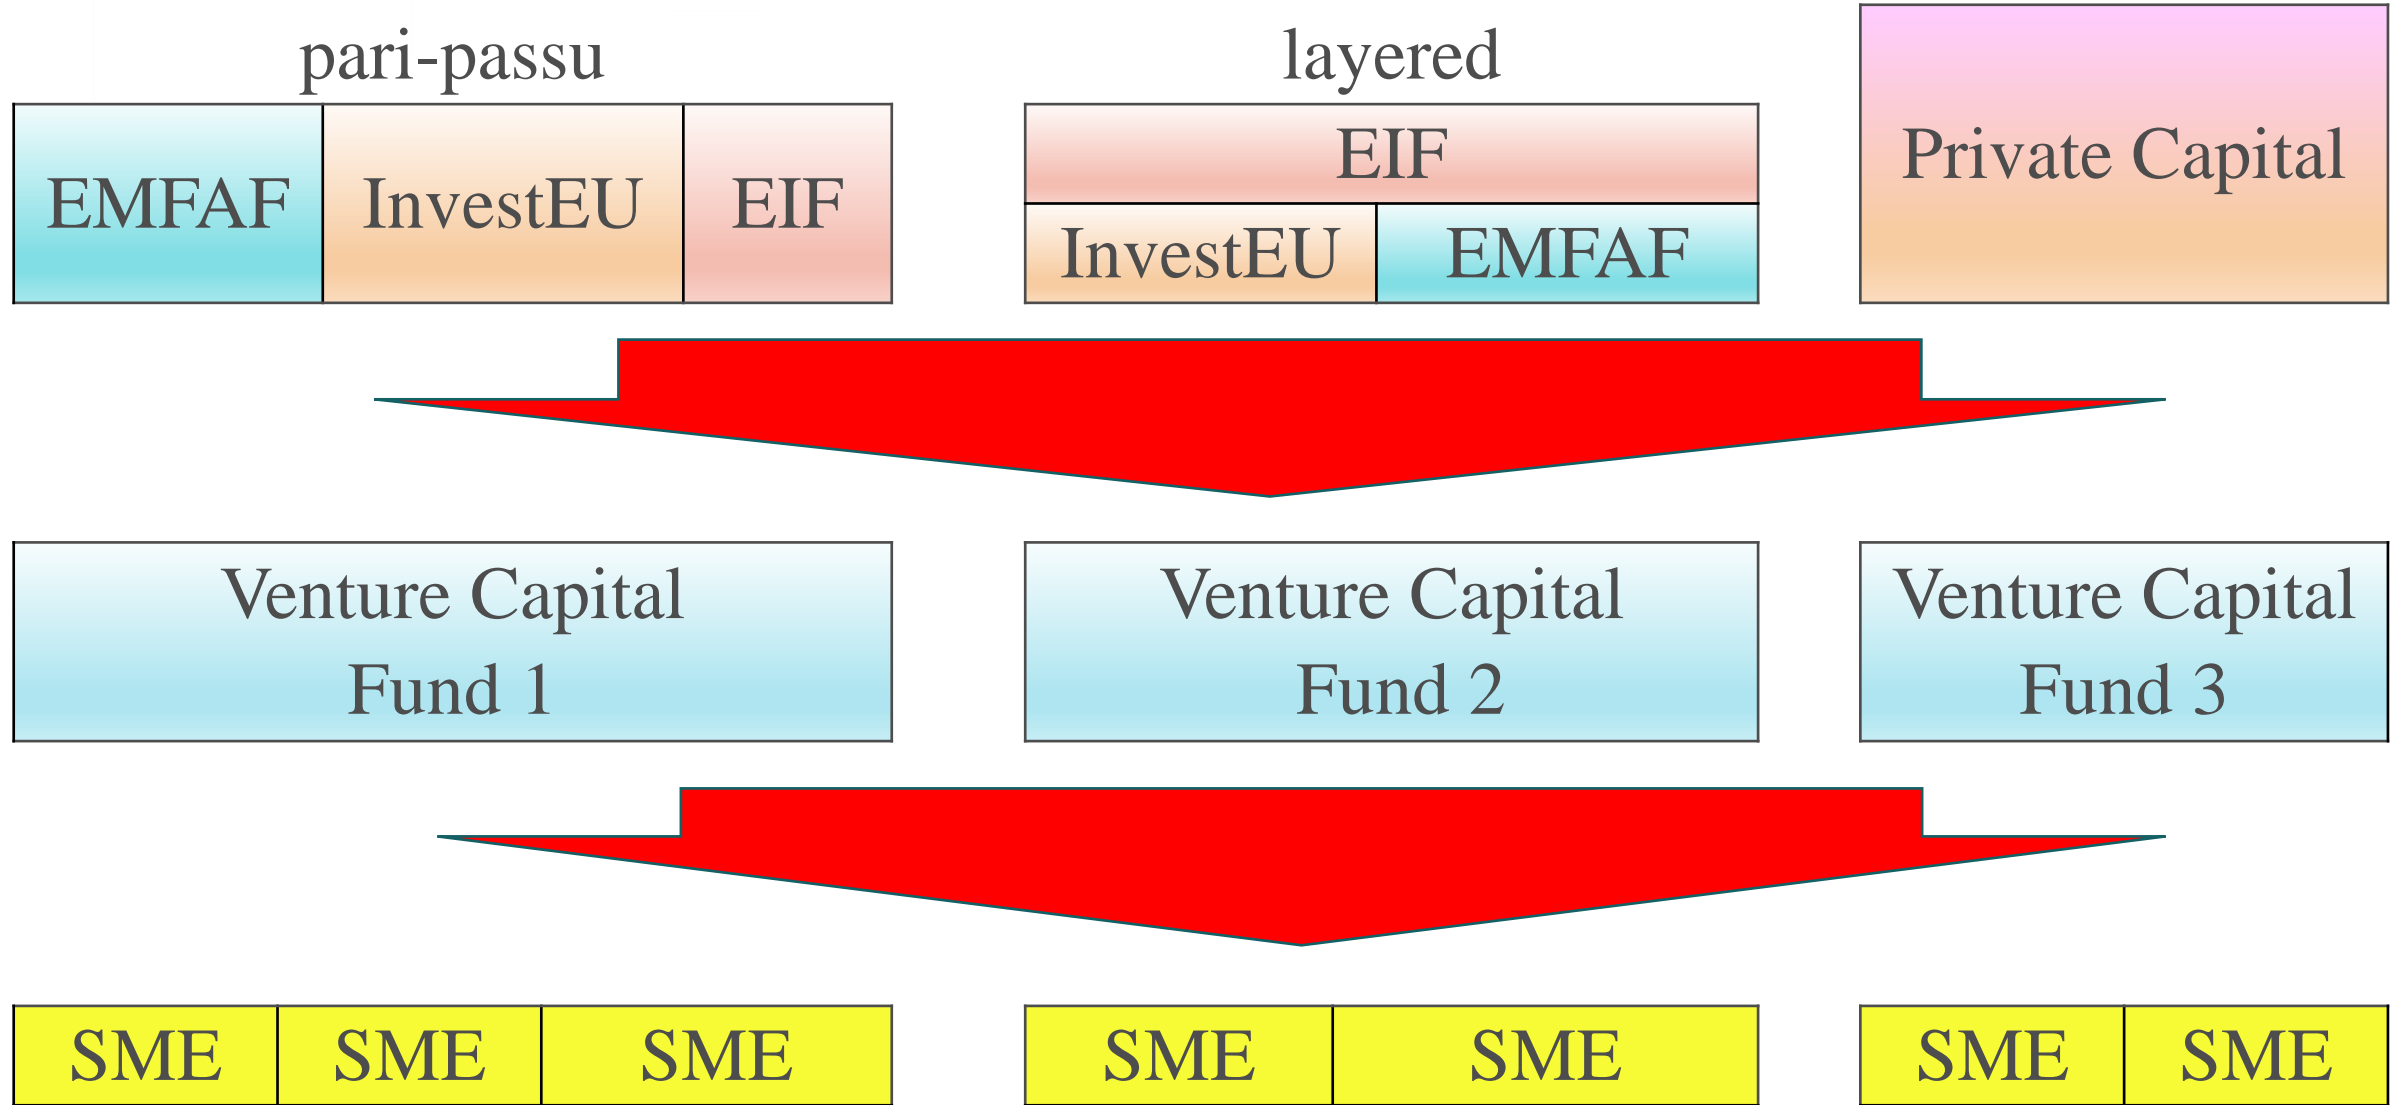 pari-passu
layered
EMFAF
InvestEU
EIF
EIF
InvestEU
EMFAF
Private Capital
Venture Capital
Fund 1
Venture Capital
Fund 2
Venture Capital
Fund 3
SME
SME
SME
SME
SME
SME
SME